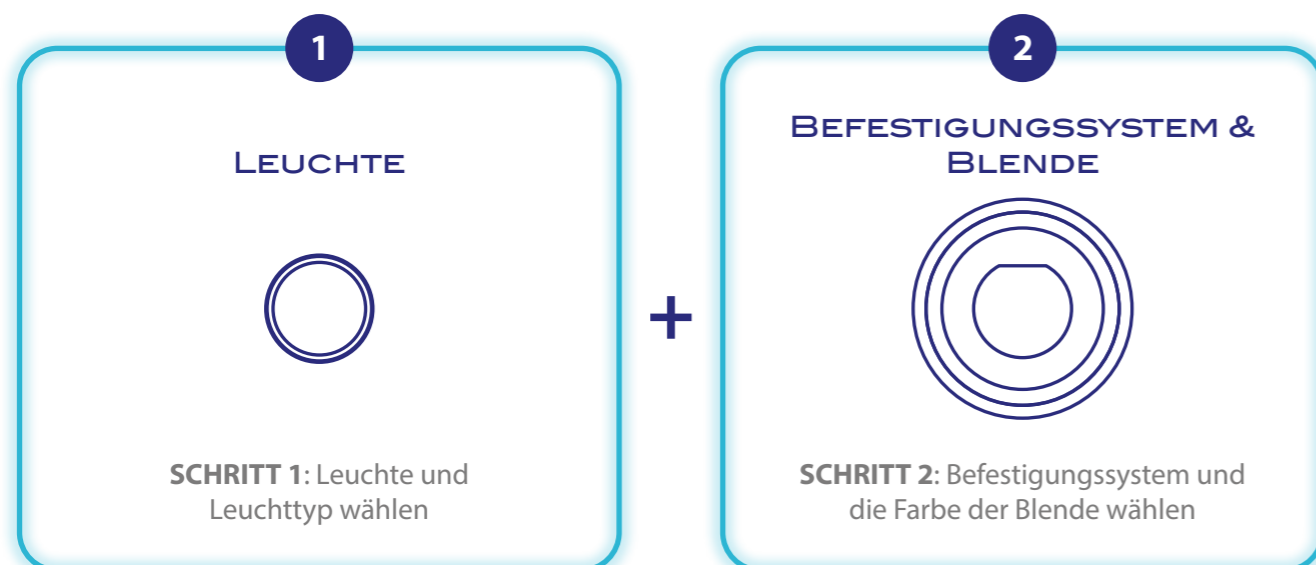 1
LEUCHTE
SCHRITT 1: Leuchte und
Leuchttyp wählen
+
2
BEFESTIGUNGSSYSTEM &
BLENDE
SCHRITT 2: Befestigungssystem und
die Farbe der Blende wählen